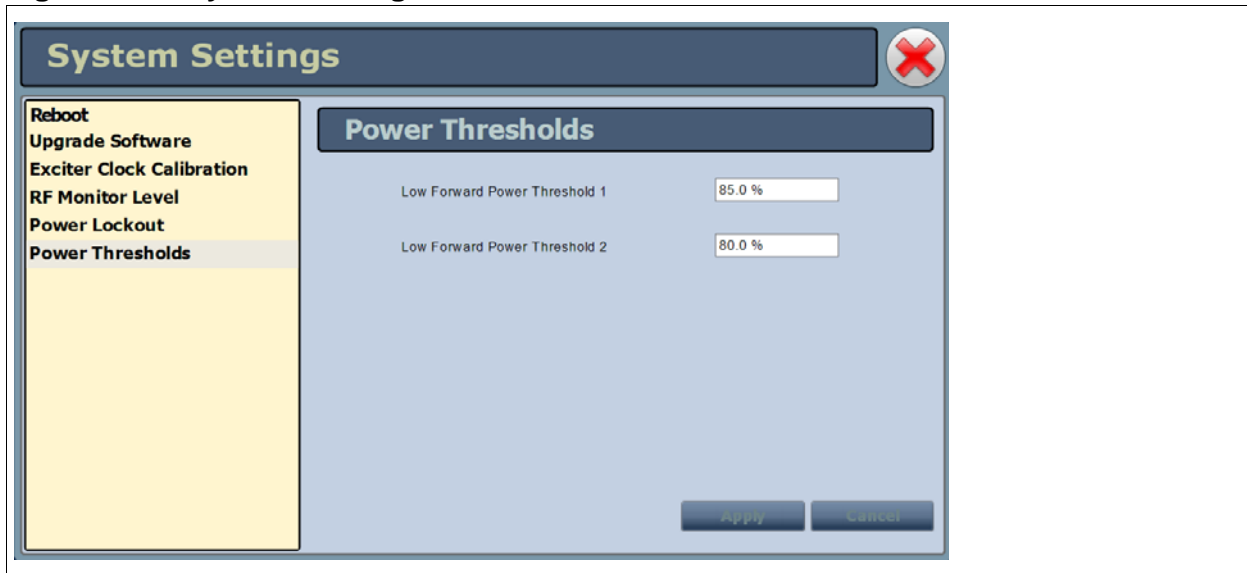 System Settings
Reboot
Upgrade Software
Exciter Clock Calibration
RF Monitor Level
Power Lockout
Power Thresholds
Power Thresholds
Low Forward Power Threshold 1 85.0 %
Low Forward Power Threshold 2 80.0 %
Apply Cancel